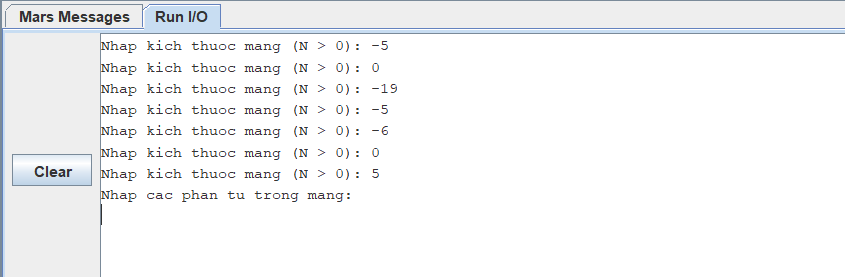 Mars Messages Run I/O
Nhap kich thuoc mang (N > 0): -5
Nhap kich thuoc mang (N > 0): 0
Nhap kich thuoc mang (N > 0): -19
Nhap kich thuoc mang (N > 0): -5
Nhap kich thuoc mang (N > 0): -6
Nhap kich thuoc mang (N > 0): 0
Clear
Nhap kich thuoc mang (N > 0): 5
Nhap cac phan tu trong mang: